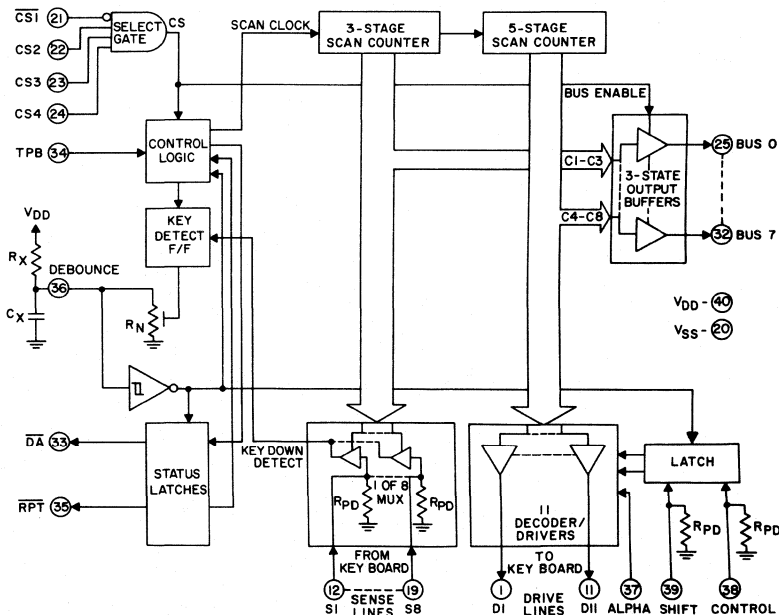 CS1 21
CS2 22
CS3 23
CS4 24
SELECT
GATE
CS
SCAN CLOCK
3-STAGE
SCAN COUNTER
5-STAGE
SCAN COUNTER
TPB 34
CONTROL
LOGIC
BUS ENABLE
C1-C3
C4-C8
3-STATE
OUTPUT
BUFFERS
25 BUS 0
32 BUS 7
VDD
RX
CX
DEBOUNCE
36
KEY
DETECT
F/F
RN
VDD-40
VSS-20
DA 33
RPT 35
STATUS
LATCHES
KEY DOWN
DETECT
1 OF 8
MUX
RPD
RPD
11
DECODER/
DRIVERS
LATCH
RPD
RPD
FROM
KEY BOARD
TO
KEY BOARD
12 SENSE LINES 19
S1 S8
1 DRIVE LINES 11
D1 D11
37 39 38
ALPHA SHIFT CONTROL